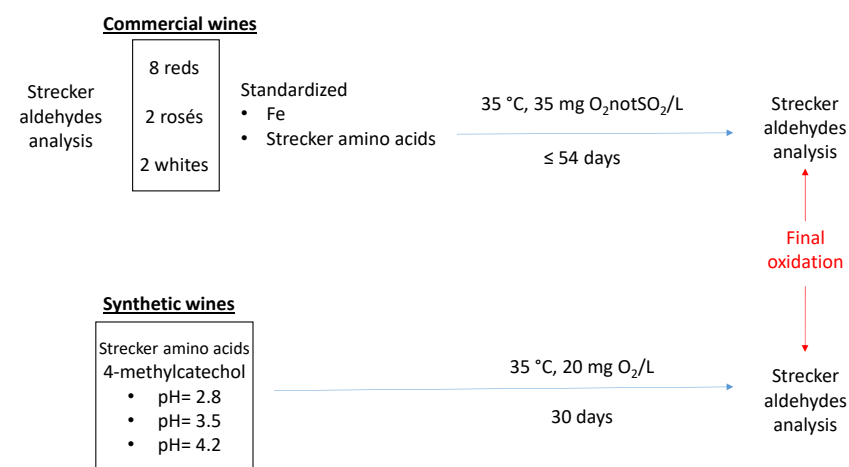 Commercial wines
Strecker
aldehydes
analysis
8 reds
2 rosés
2 whites
Standardized
• Fe
• Strecker amino acids
35 °C, 35 mg O₂notSO₂/L
≤ 54 days
Strecker
aldehydes
analysis
Final
oxidation
Synthetic wines
Strecker amino acids
4-methylcatechol
• pH= 2.8
• pH= 3.5
• pH= 4.2
35 °C, 20 mg O₂/L
30 days
Strecker
aldehydes
analysis